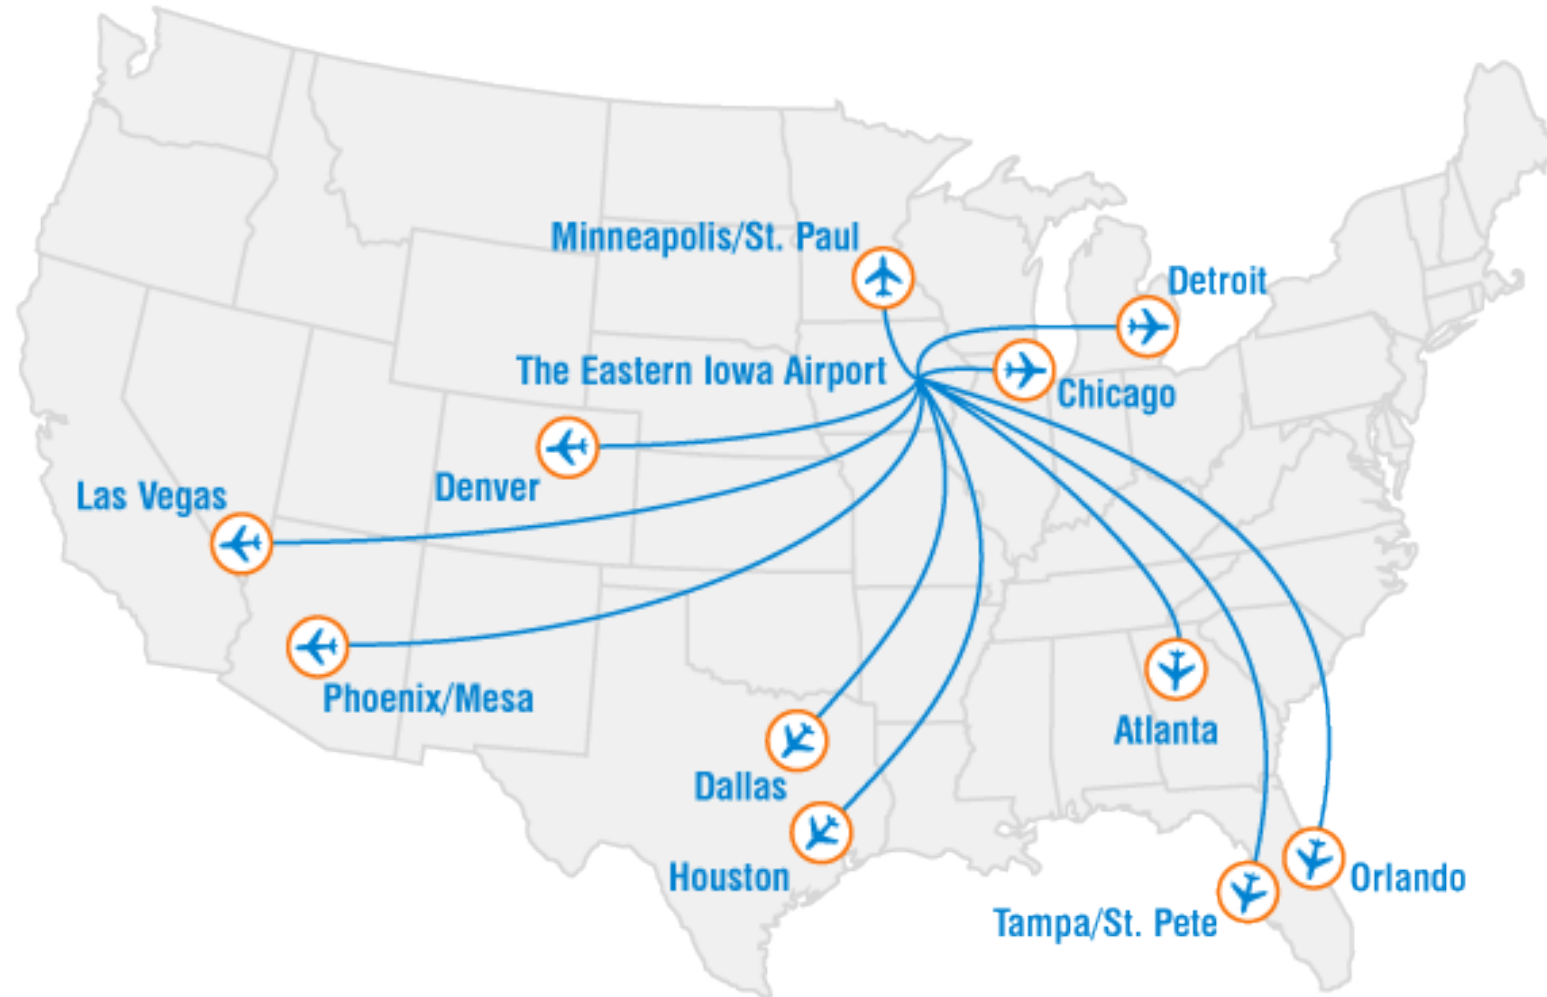 Minneapolis/St. Paul
Detroit
The Eastern Iowa Airport
Chicago
Denver
Las Vegas
Phoenix/Mesa
Atlanta
Dallas
Houston
Orlando
Tampa/St. Pete